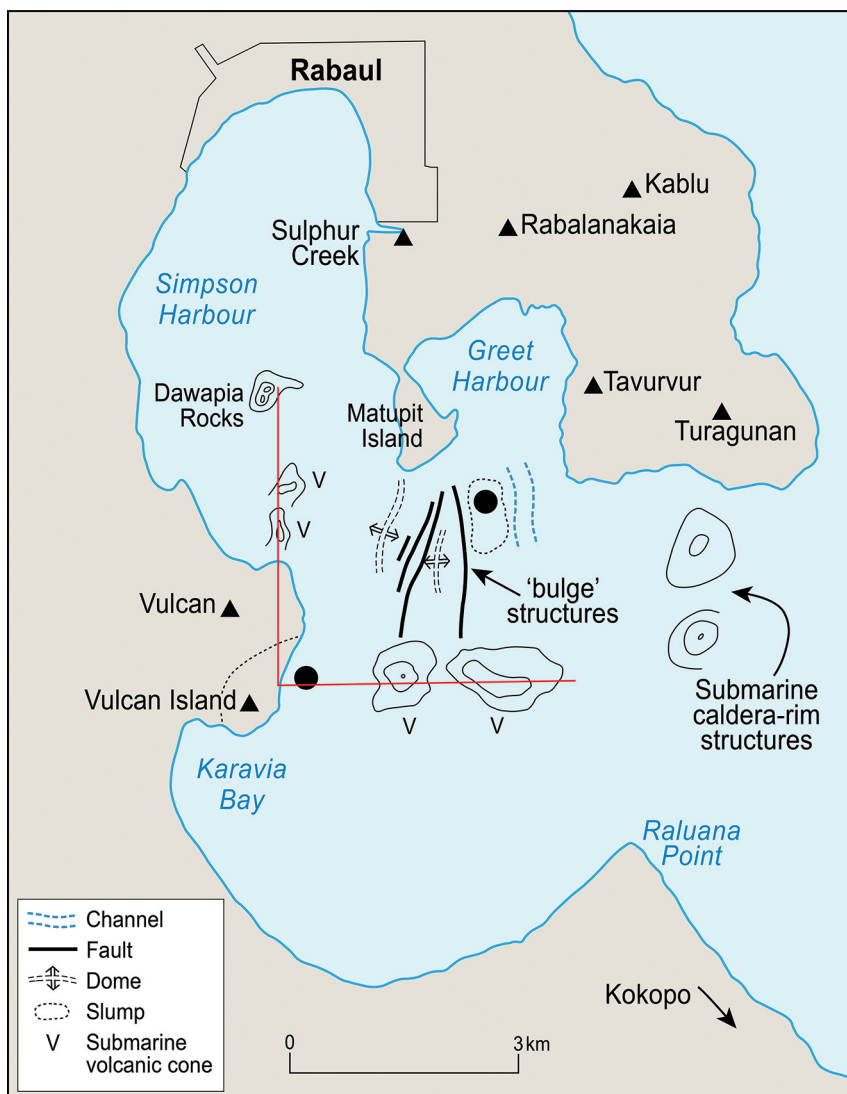 Rabaul
Kablu
Rabalanakaia
Sulphur
Creek
Simpson
Harbour
Greet
Harbour
Dawapia
Rocks
Matupit
Island
Tavurvur
Turagunan
V
V
‘bulge’
structures
Vulcan
Vulcan Island
V
V
Submarine
caldera-rim
structures
Karavia
Bay
Raluana
Point
Channel
Fault
Dome
Slump
V Submarine
volcanic cone
Kokopo
0 3 km